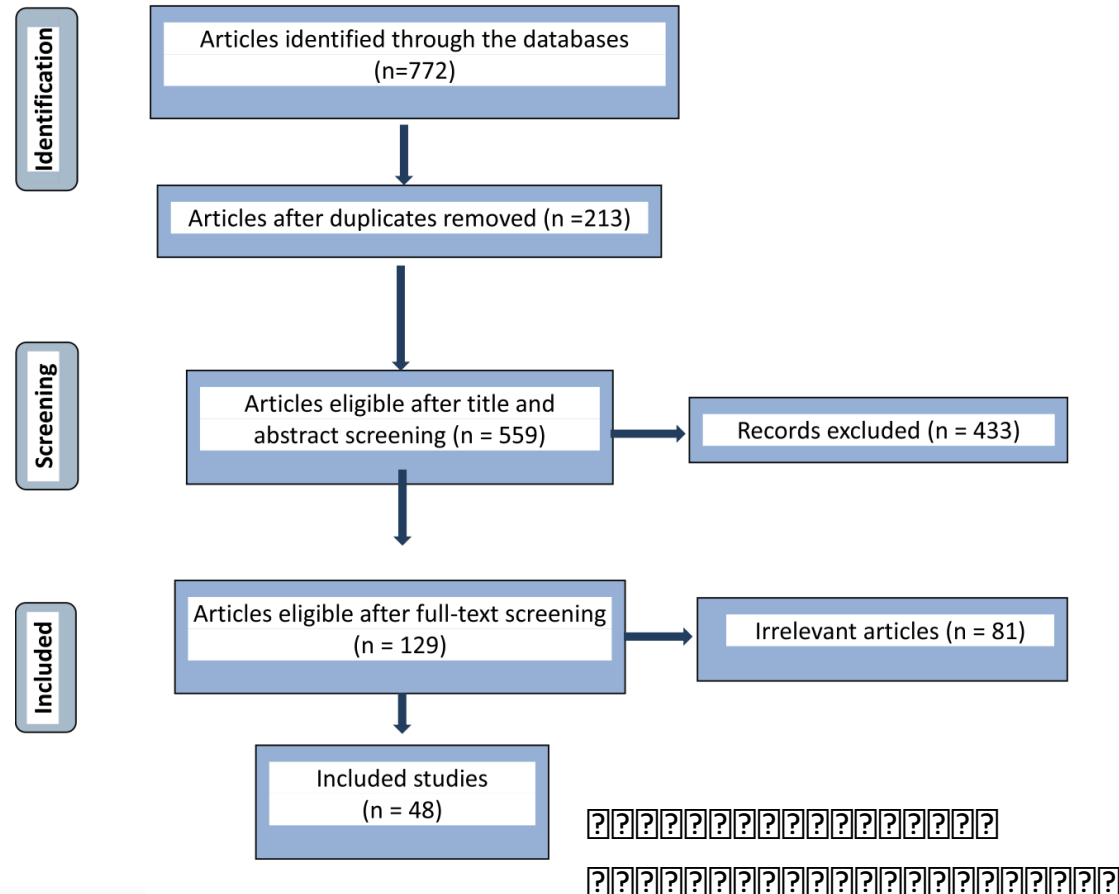 Identification
Articles identified through the databases
(n=772)
Articles after duplicates removed (n =213)
Screening
Articles eligible after title and
abstract screening (n = 559)
Records excluded (n = 433)
Included
Articles eligible after full-text screening
(n = 129)
Irrelevant articles (n = 81)
Included studies
(n = 48)